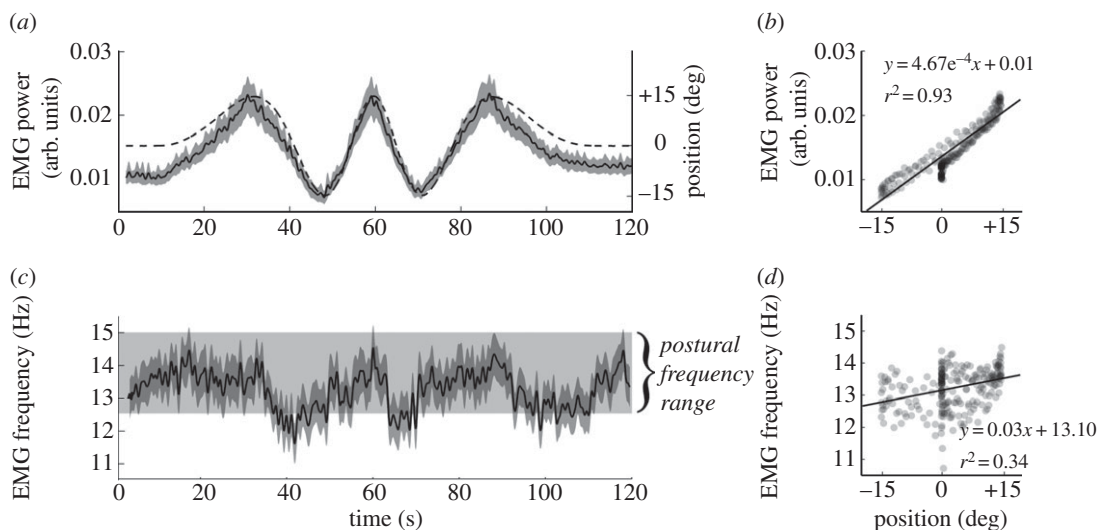 (a)
(b)
0.03
0.02
0.01
EMG power
(arb. units)
+15
0
−15
position (deg)
0 20 40 60 80 100 120
0.03
0.02
0.01
EMG power
(arb. unis)
y = 4.67e⁻⁴x + 0.01
r² = 0.93
−15 0 +15
(c)
(d)
15
14
13
12
11
EMG frequency (Hz)
postural
frequency
range
0 20 40 60 80 100 120
time (s)
15
14
13
12
11
EMG frequency (Hz)
y = 0.03x + 13.10
r² = 0.34
-15 0 +15
position (deg)